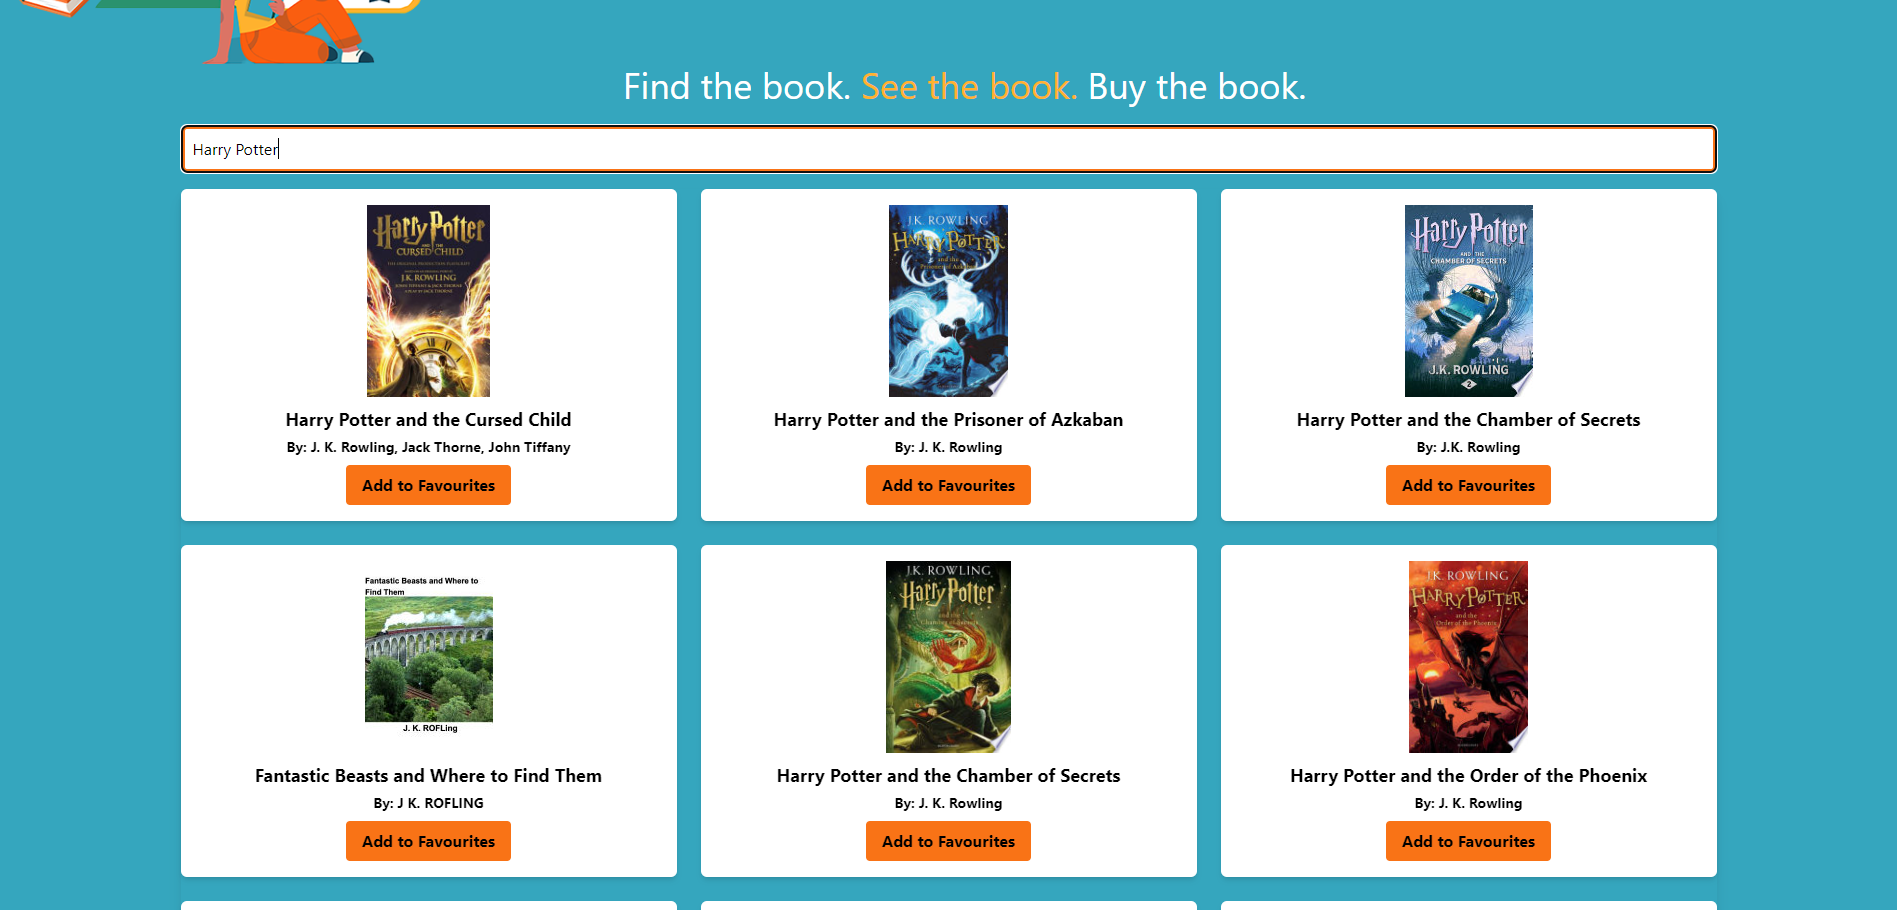 Find the book. See the book. Buy the book.
Harry Potter
Harry Potter
AND THE
CURSED CHILD
J.K. ROWLING
Harry Potter and the Cursed Child
By: J. K. Rowling, Jack Thorne, John Tiffany
Add to Favourites
J.K. ROWLING
HARRY POTTER
and the
Prisoner of Azkaban
Harry Potter and the Prisoner of Azkaban
By: J. K. Rowling
Add to Favourites
Harry Potter
AND THE
CHAMBER OF SECRETS
J.K. ROWLING
2
Harry Potter and the Chamber of Secrets
By: J.K. Rowling
Add to Favourites
Fantastic Beasts and Where to
Find Them
J. K. ROFLing
Fantastic Beasts and Where to Find Them
By: J K. ROFLING
Add to Favourites
J.K. ROWLING
Harry Potter
and the
Chamber of Secrets
Harry Potter and the Chamber of Secrets
By: J. K. Rowling
Add to Favourites
J.K. ROWLING
HARRY POTTER
and the
Order of the Phoenix
Harry Potter and the Order of the Phoenix
By: J. K. Rowling
Add to Favourites